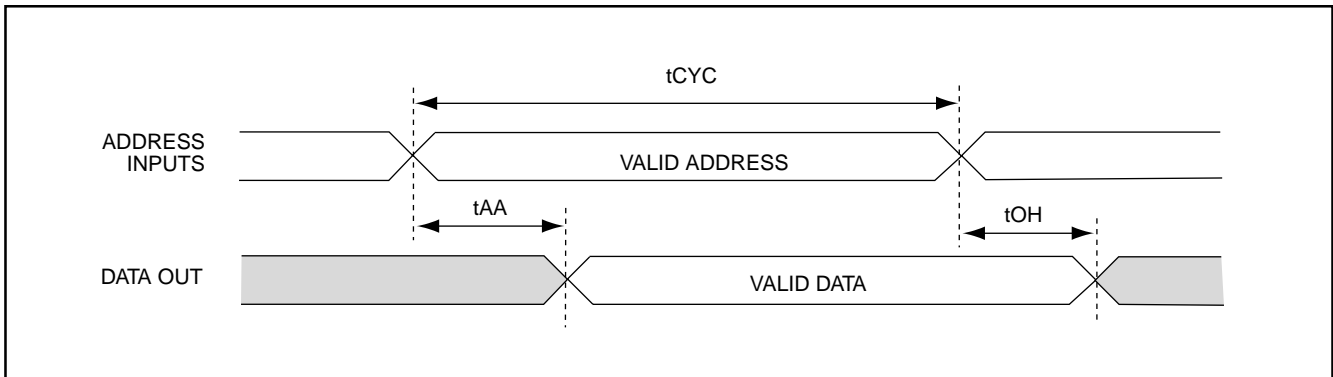 tCYC
ADDRESS
INPUTS
VALID ADDRESS
tAA
tOH
DATA OUT
VALID DATA